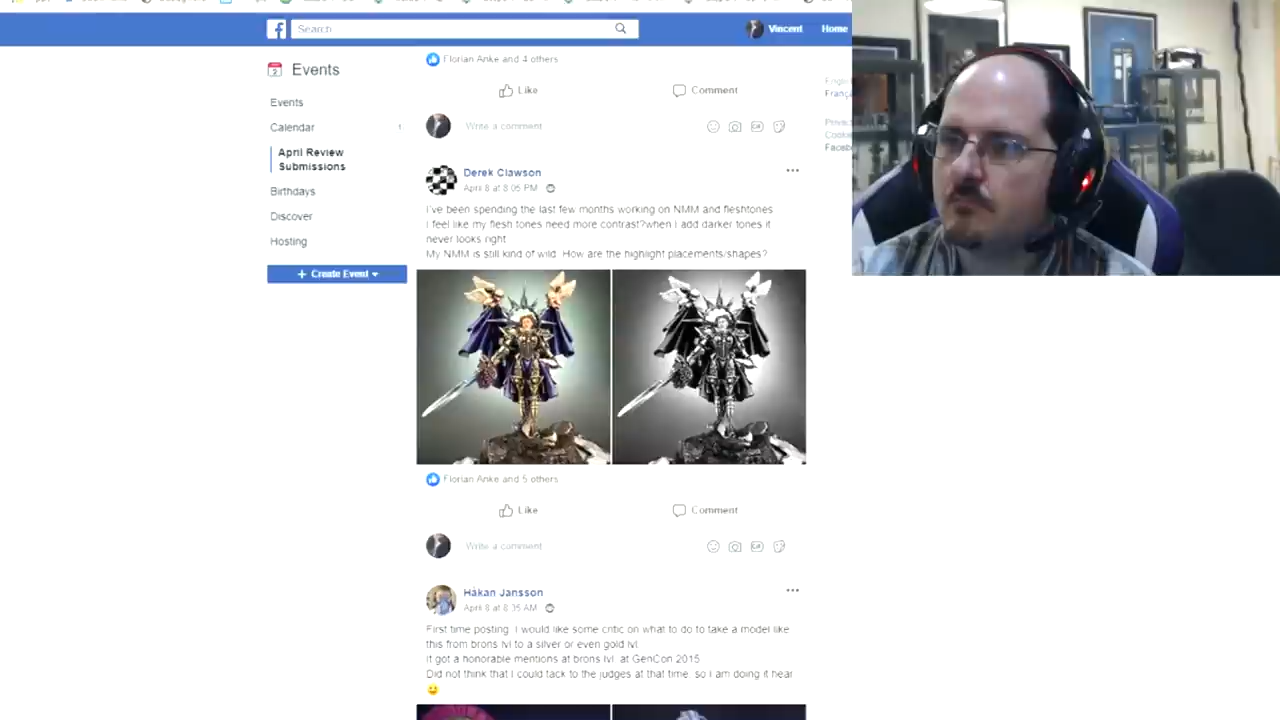 Search
Vincent
Home
Events
Events
Calendar
1
April Review
Submissions
Birthdays
Discover
Hosting
+ Create Event
Florian Anke and 4 others
Like
Comment
Write a comment
Derek Clawson
April 8 at 8:05 PM
I've been spending the last few months working on NMM and fleshtones
I feel like my flesh tones need more contrast?when I add darker tones it
never looks right
My NMM is still kind of wild. How are the highlight placements/shapes?
Florian Anke and 5 others
Like
Comment
Write a comment
Håkan Jansson
April 8 at 8:35 AM
First time posting. I would like some critic on what to do to take a model like
this from brons lvl to a silver or even gold lvl.
It got a honorable mentions at brons lvl. at GenCon 2015.
Did not think that I could tack to the judges at that time, so I am doing it hear